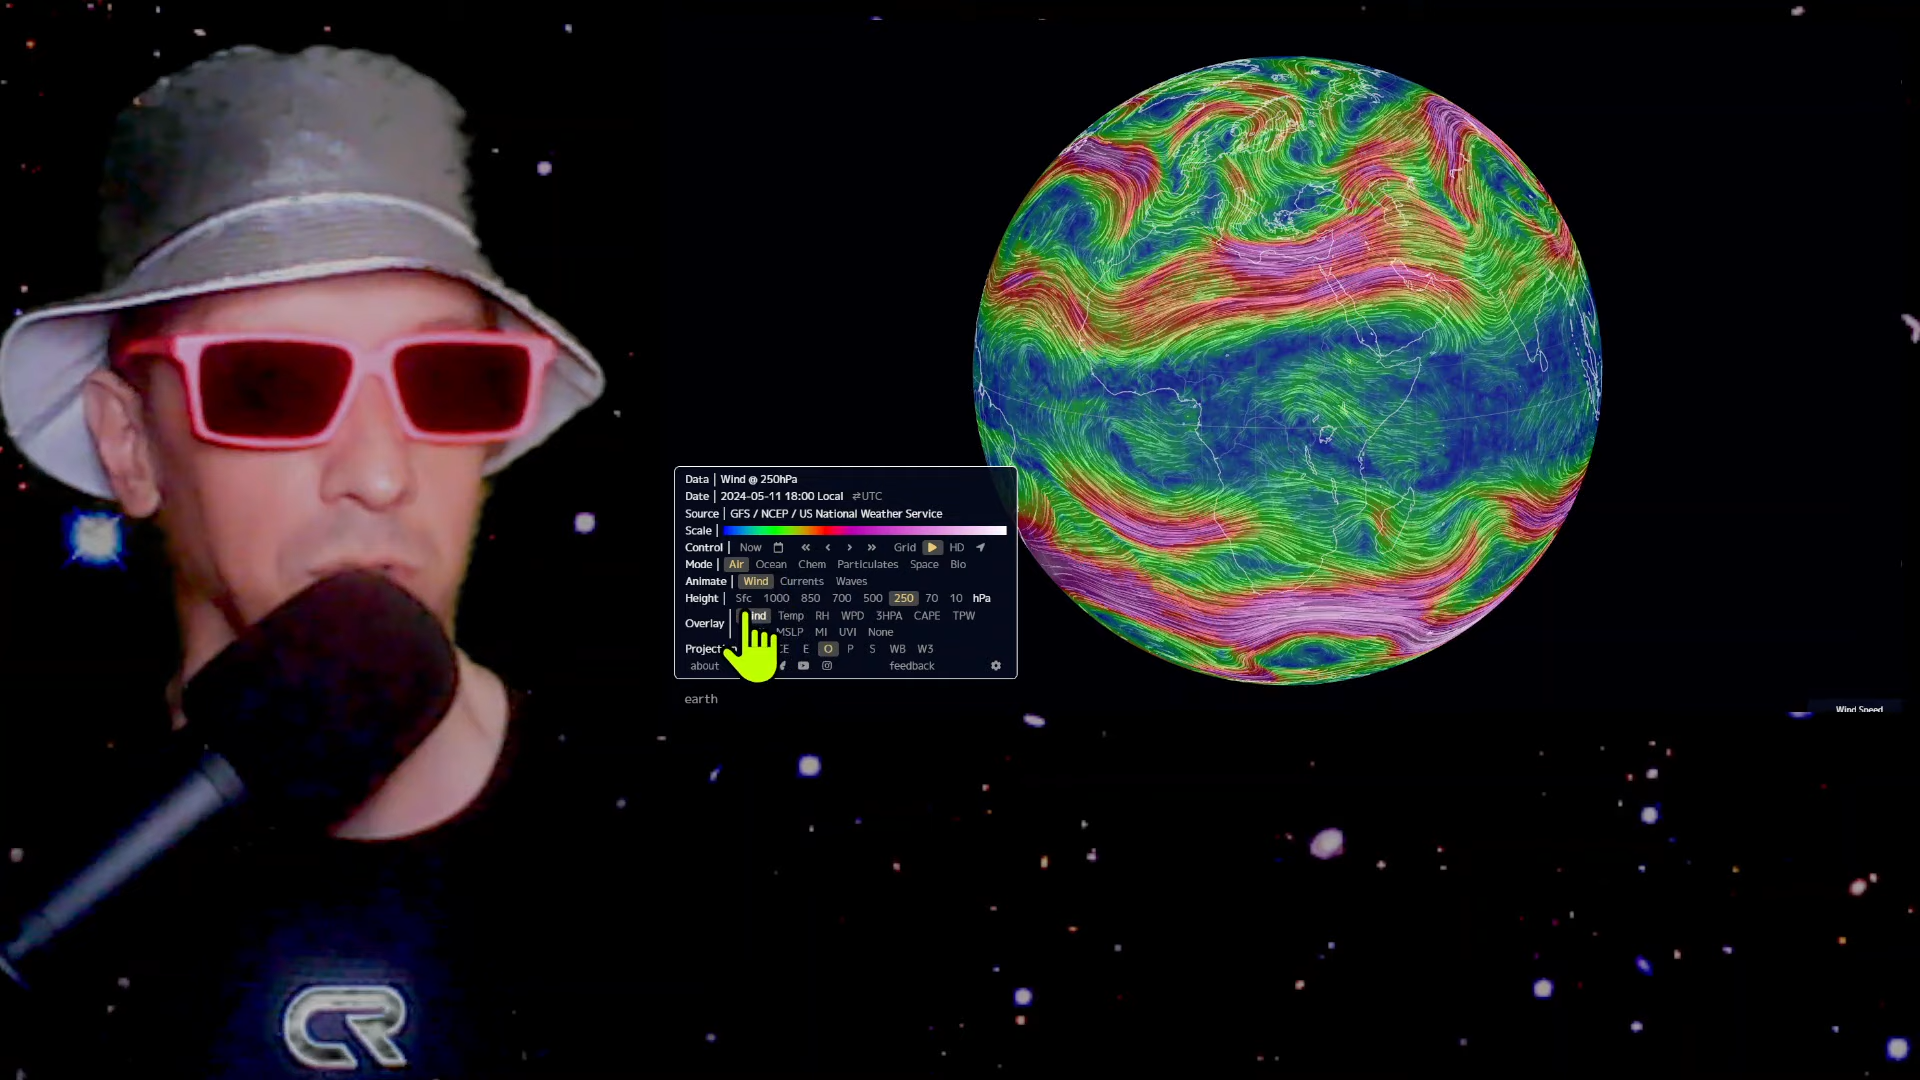 Data | Wind @ 250hPa
Date | 2024-05-11 18:00 Local ⇄UTC
Source | GFS / NCEP / US National Weather Service
Scale |
Control | Now « ‹ › » Grid HD
Mode | Air Ocean Chem Particulates Space Bio
Animate | Wind Currents Waves
Height | Sfc 1000 850 700 500 250 70 10 hPa
Overlay | Temp RH WPD 3HPA CAPE TPW
MSLP MI UVI None
E O P S WB W3
about feedback
earth
Wind Speed
CR